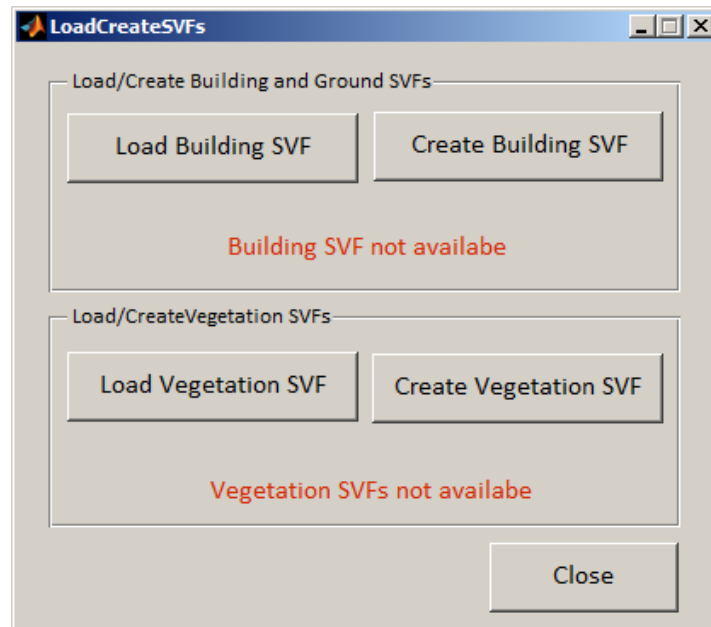 LoadCreateSVFs
Load/Create Building and Ground SVFs
Load Building SVF
Create Building SVF
Building SVF not availabe
Load/CreateVegetation SVFs
Load Vegetation SVF
Create Vegetation SVF
Vegetation SVFs not availabe
Close